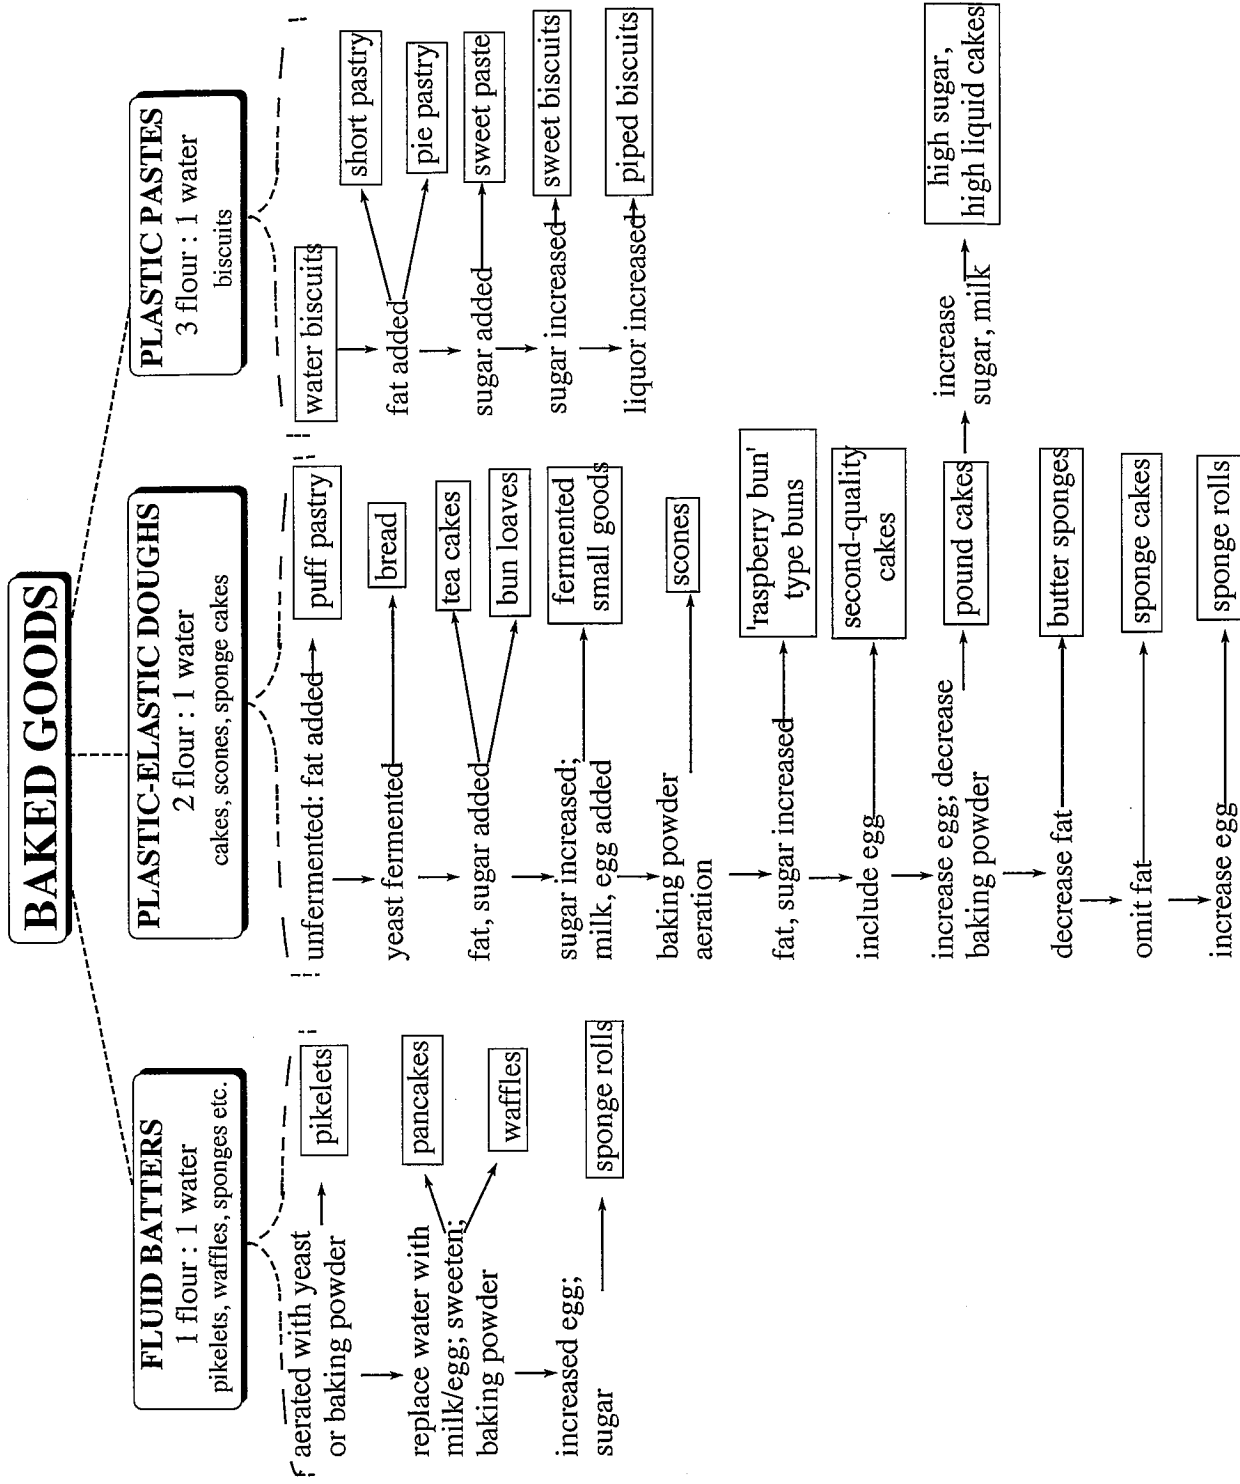 BAKED GOODS
FLUID BATTERS
1 flour : 1 water
pikelets, waffles, sponges etc.
aerated with yeast
or baking powder
pikelets
replace water with
milk/egg; sweeten;
baking powder
pancakes
waffles
increased egg;
sugar
sponge rolls
PLASTIC-ELASTIC DOUGHS
2 flour : 1 water
cakes, scones, sponge cakes
unfermented: fat added
puff pastry
yeast fermented
bread
fat, sugar added
tea cakes
bun loaves
sugar increased;
milk, egg added
fermented
small goods
baking powder
aeration
scones
fat, sugar increased
'raspberry bun'
type buns
include egg
second-quality
cakes
increase egg; decrease
baking powder
pound cakes
increase
sugar, milk
high sugar,
high liquid cakes
decrease fat
butter sponges
omit fat
sponge cakes
increase egg
sponge rolls
PLASTIC PASTES
3 flour : 1 water
biscuits
water biscuits
fat added
short pastry
pie pastry
sugar added
sweet paste
sugar increased
sweet biscuits
liquor increased
piped biscuits